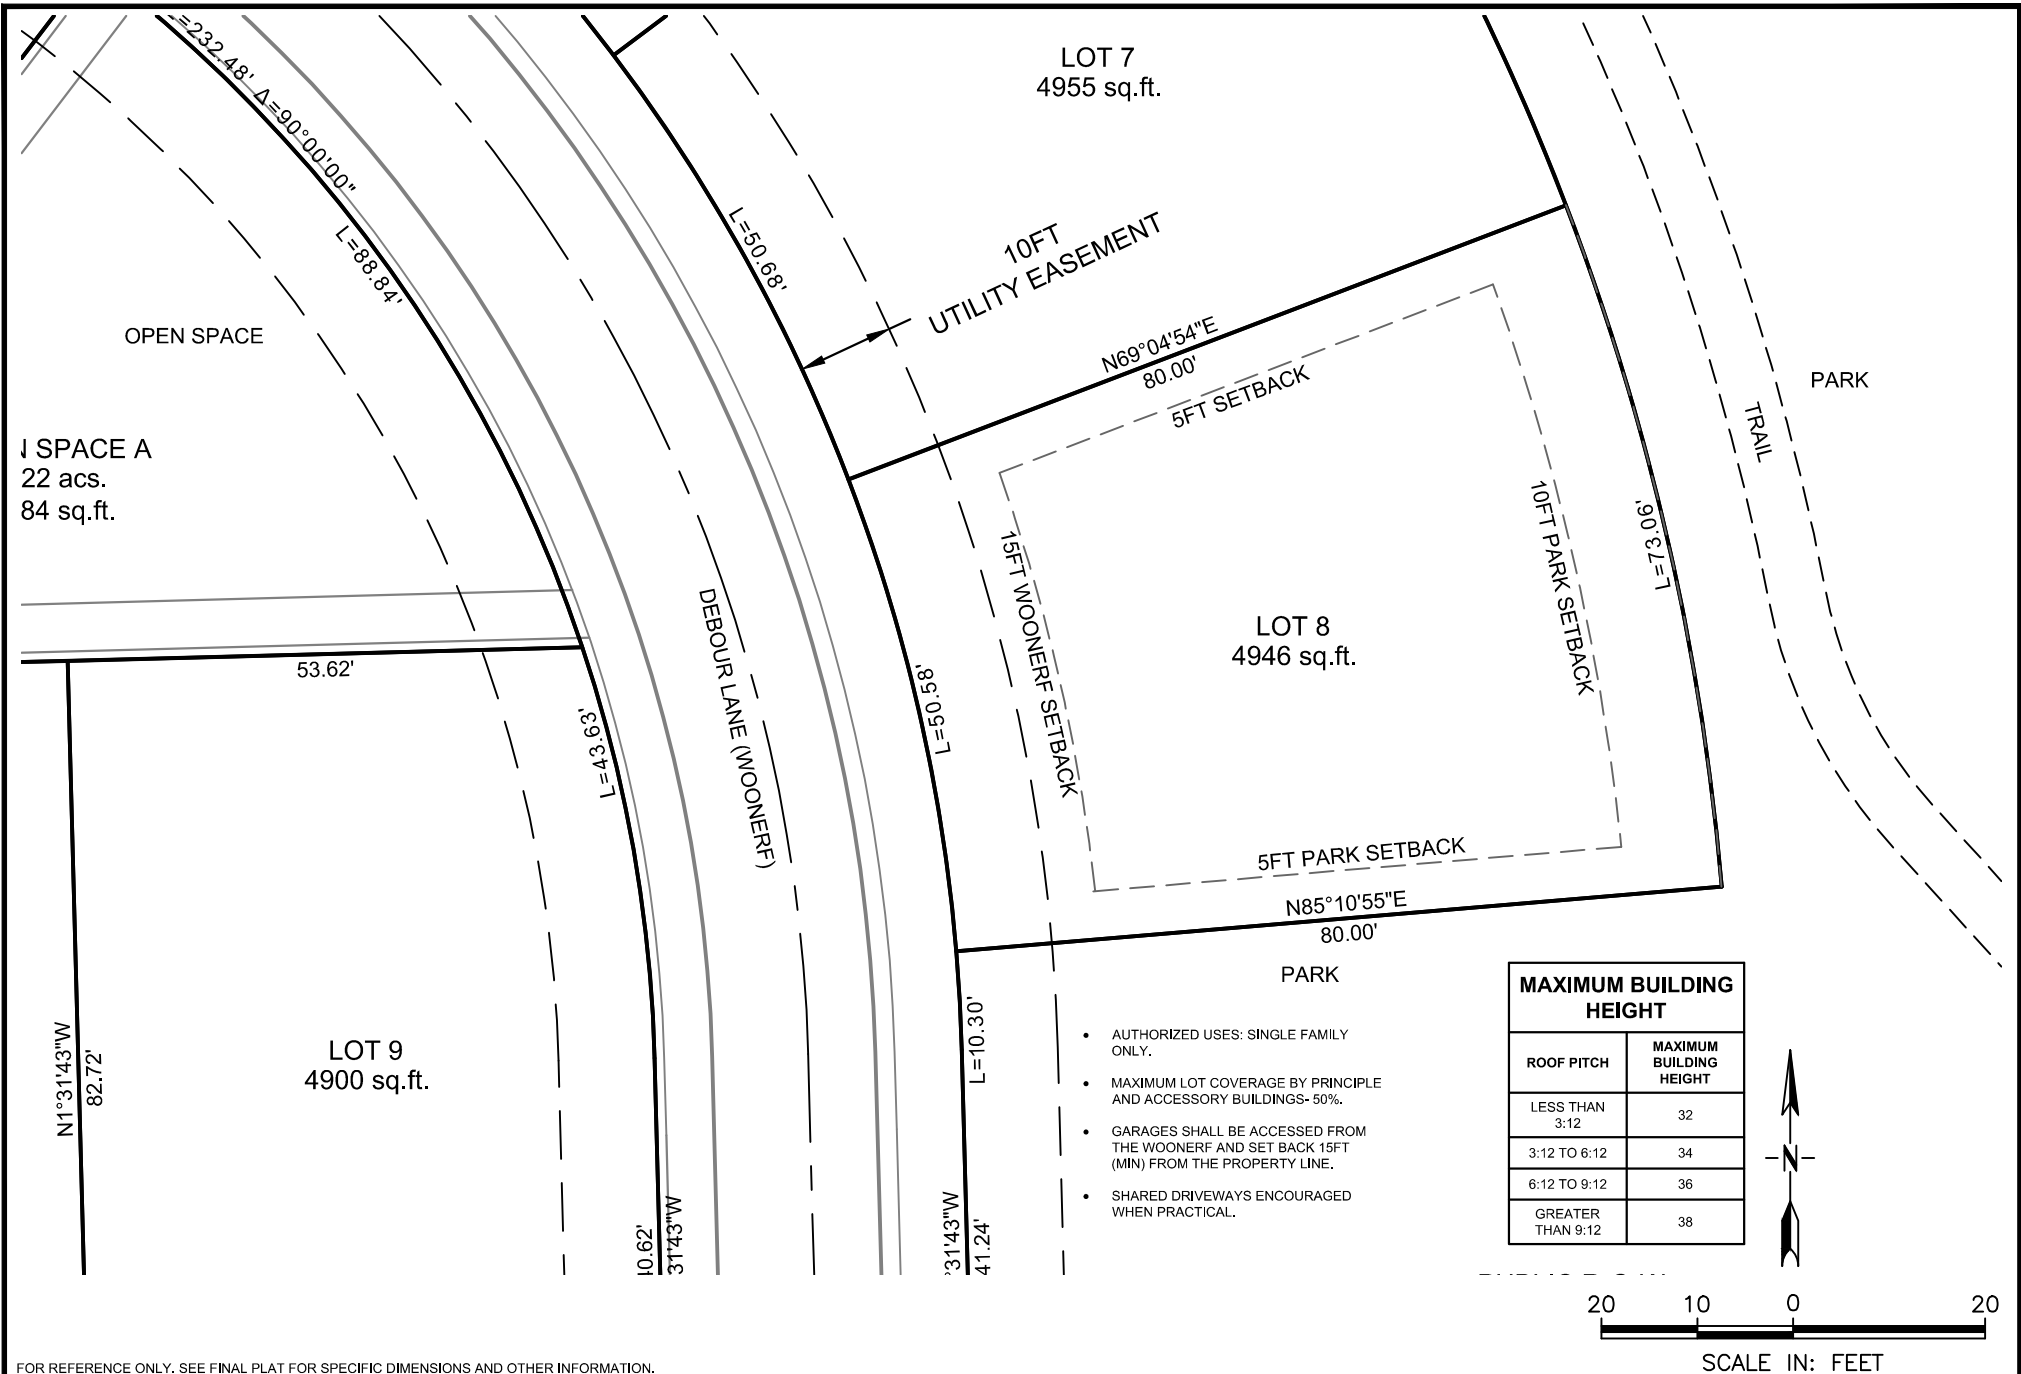 LOT 7
4955 sq.ft.
=232.48' Δ=90°00'00"
L=88.84'
L=50.68'
10FT
UTILITY EASEMENT
OPEN SPACE
N69°04'54"E
80.00'
5FT SETBACK
PARK
TRAIL
SPACE A
22 acs.
84 sq.ft.
10FT PARK SETBACK
L=73.06'
15FT WOONERF SETBACK
LOT 8
4946 sq.ft.
DEBOUR LANE (WOONERF)
53.62'
L=43.63'
L=50.58'
5FT PARK SETBACK
N85°10'55"E
80.00'
PARK
LOT 9
4900 sq.ft.
N1°31'43"W
82.72'
L=10.30'
• AUTHORIZED USES: SINGLE FAMILY
ONLY.
• MAXIMUM LOT COVERAGE BY PRINCIPLE
AND ACCESSORY BUILDINGS- 50%.
• GARAGES SHALL BE ACCESSED FROM
THE WOONERF AND SET BACK 15FT
(MIN) FROM THE PROPERTY LINE.
• SHARED DRIVEWAYS ENCOURAGED
WHEN PRACTICAL.
MAXIMUM BUILDING
HEIGHT
ROOF PITCH
MAXIMUM
BUILDING
HEIGHT
LESS THAN
3:12
32
3:12 TO 6:12
34
6:12 TO 9:12
36
GREATER
THAN 9:12
38
N
0.62'
31'43"W
°31'43"W
41.24'
20 10 0 20
SCALE IN: FEET
FOR REFERENCE ONLY. SEE FINAL PLAT FOR SPECIFIC DIMENSIONS AND OTHER INFORMATION.